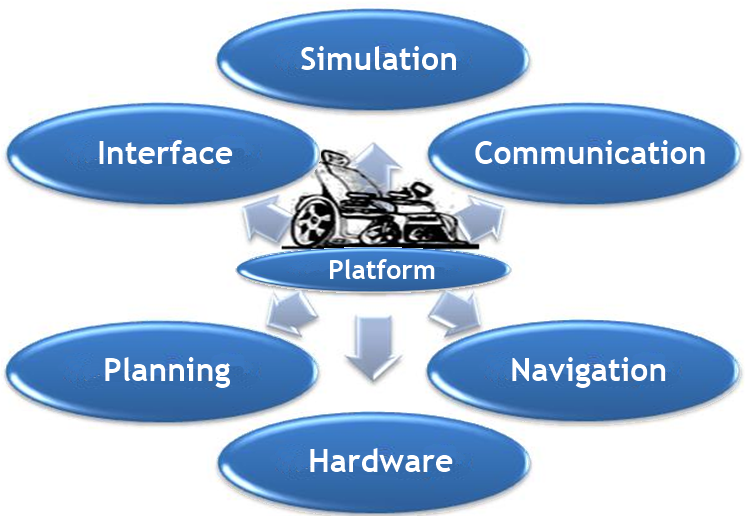 Simulation
Interface
Communication
Platform
Planning
Navigation
Hardware